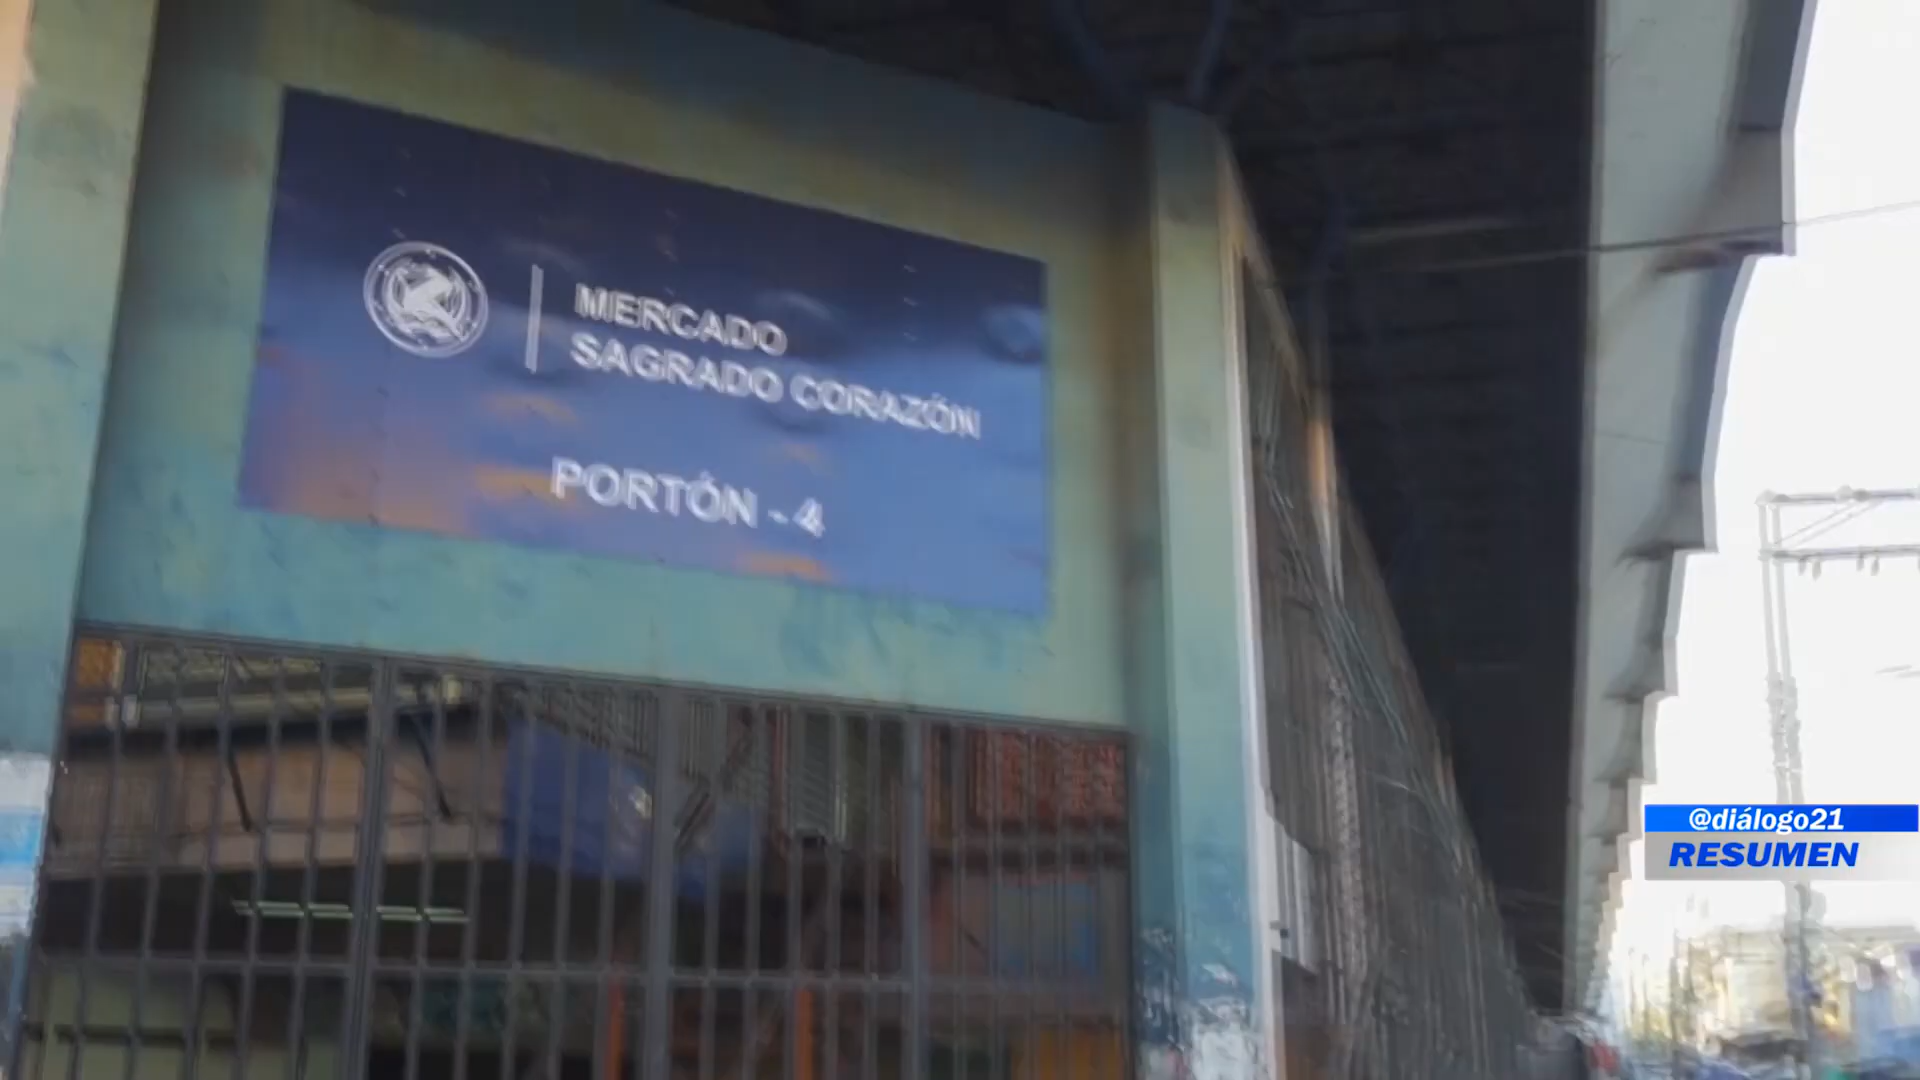 MERCADO
SAGRADO CORAZÓN
PORTÓN - 4
@diálogo21
RESUMEN